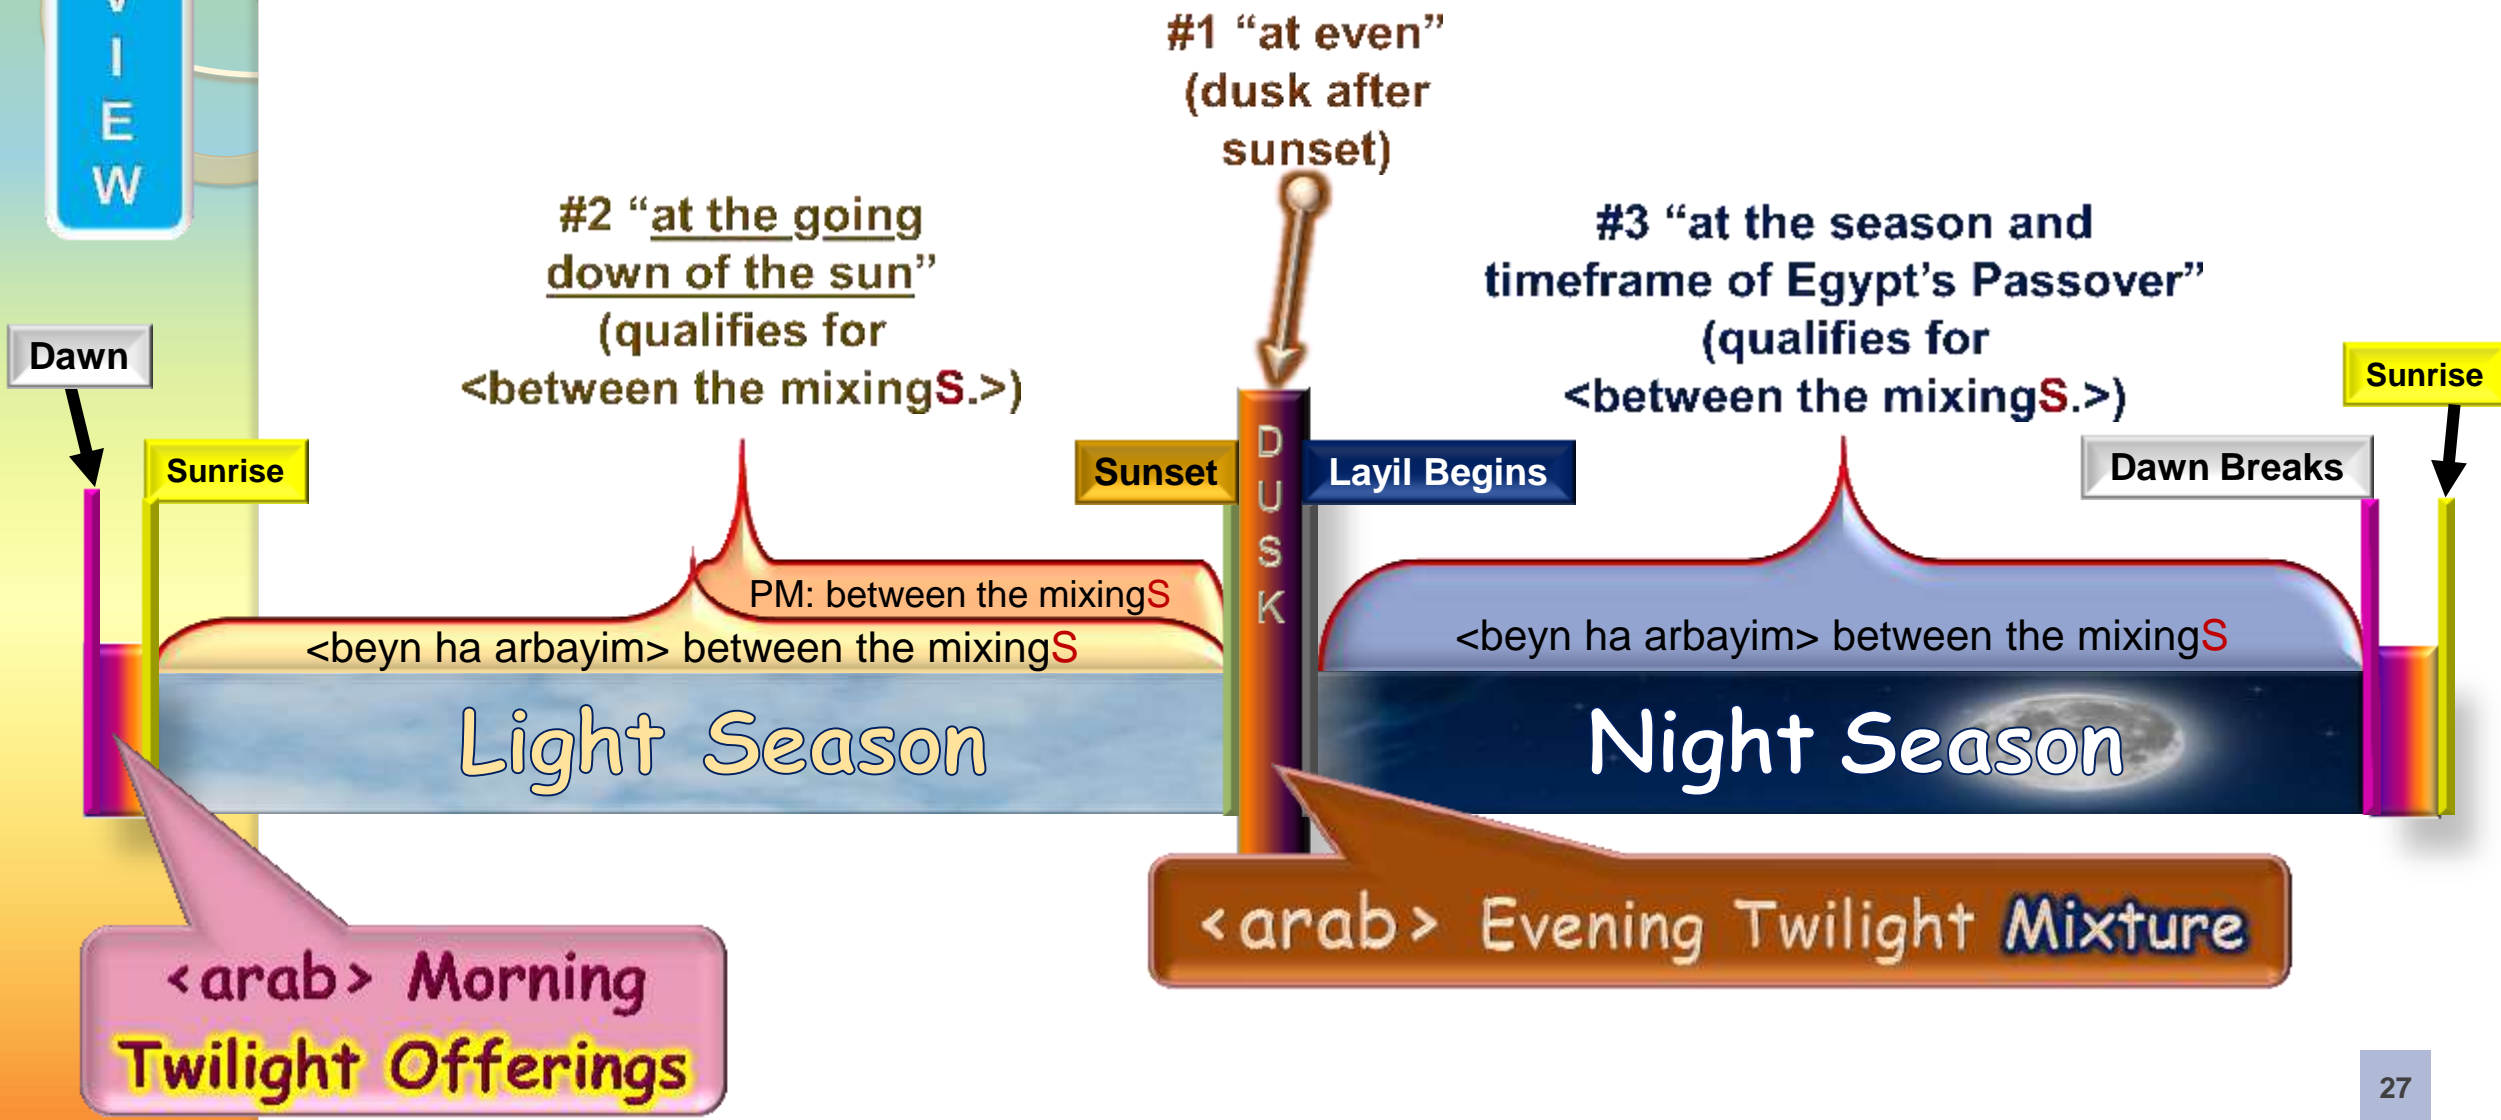 V
I
E
W
#1 “at even”
(dusk after
sunset)
#2 “at the going
down of the sun”
(qualifies for
<between the mixingS.>)
#3 “at the season and
timeframe of Egypt’s Passover”
(qualifies for
<between the mixingS.>)
Dawn
Sunrise
Sunset
DUSK
Layil Begins
Dawn Breaks
Sunrise
PM: between the mixingS
<beyn ha arbayim> between the mixingS
<beyn ha arbayim> between the mixingS
Light Season
Night Season
<arab> Evening Twilight Mixture
<arab> Morning
Twilight Offerings
27